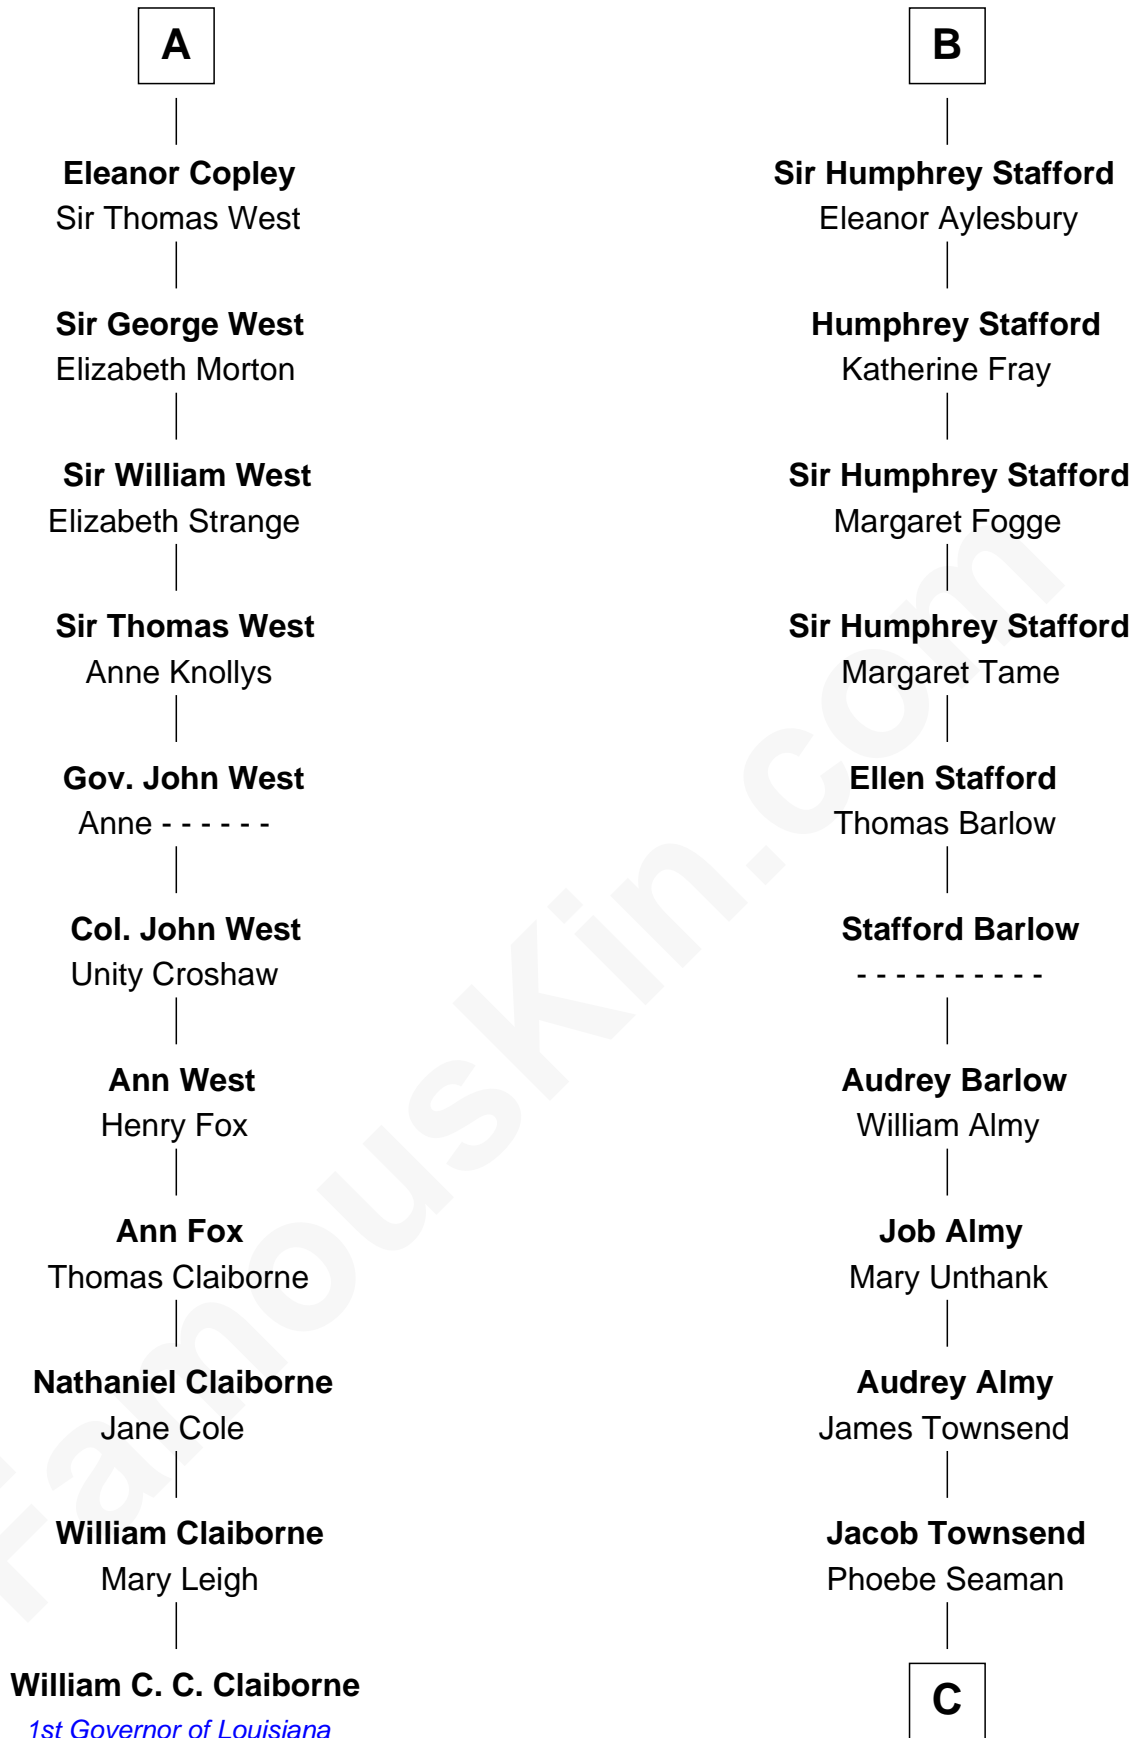 A
Eleanor Copley
Sir Thomas West
Sir George West
Elizabeth Morton
Sir William West
Elizabeth Strange
Sir Thomas West
Anne Knollys
Gov. John West
Anne - - - - - -
Col. John West
Unity Croshaw
Ann West
Henry Fox
Ann Fox
Thomas Claiborne
Nathaniel Claiborne
Jane Cole
William Claiborne
Mary Leigh
William C. C. Claiborne
1st Governor of Louisiana
B
Sir Humphrey Stafford
Eleanor Aylesbury
Humphrey Stafford
Katherine Fray
Sir Humphrey Stafford
Margaret Fogge
Sir Humphrey Stafford
Margaret Tame
Ellen Stafford
Thomas Barlow
Stafford Barlow
- - - - - - - - - -
Audrey Barlow
William Almy
Job Almy
Mary Unthank
Audrey Almy
James Townsend
Jacob Townsend
Phoebe Seaman
C
FamousKin.com